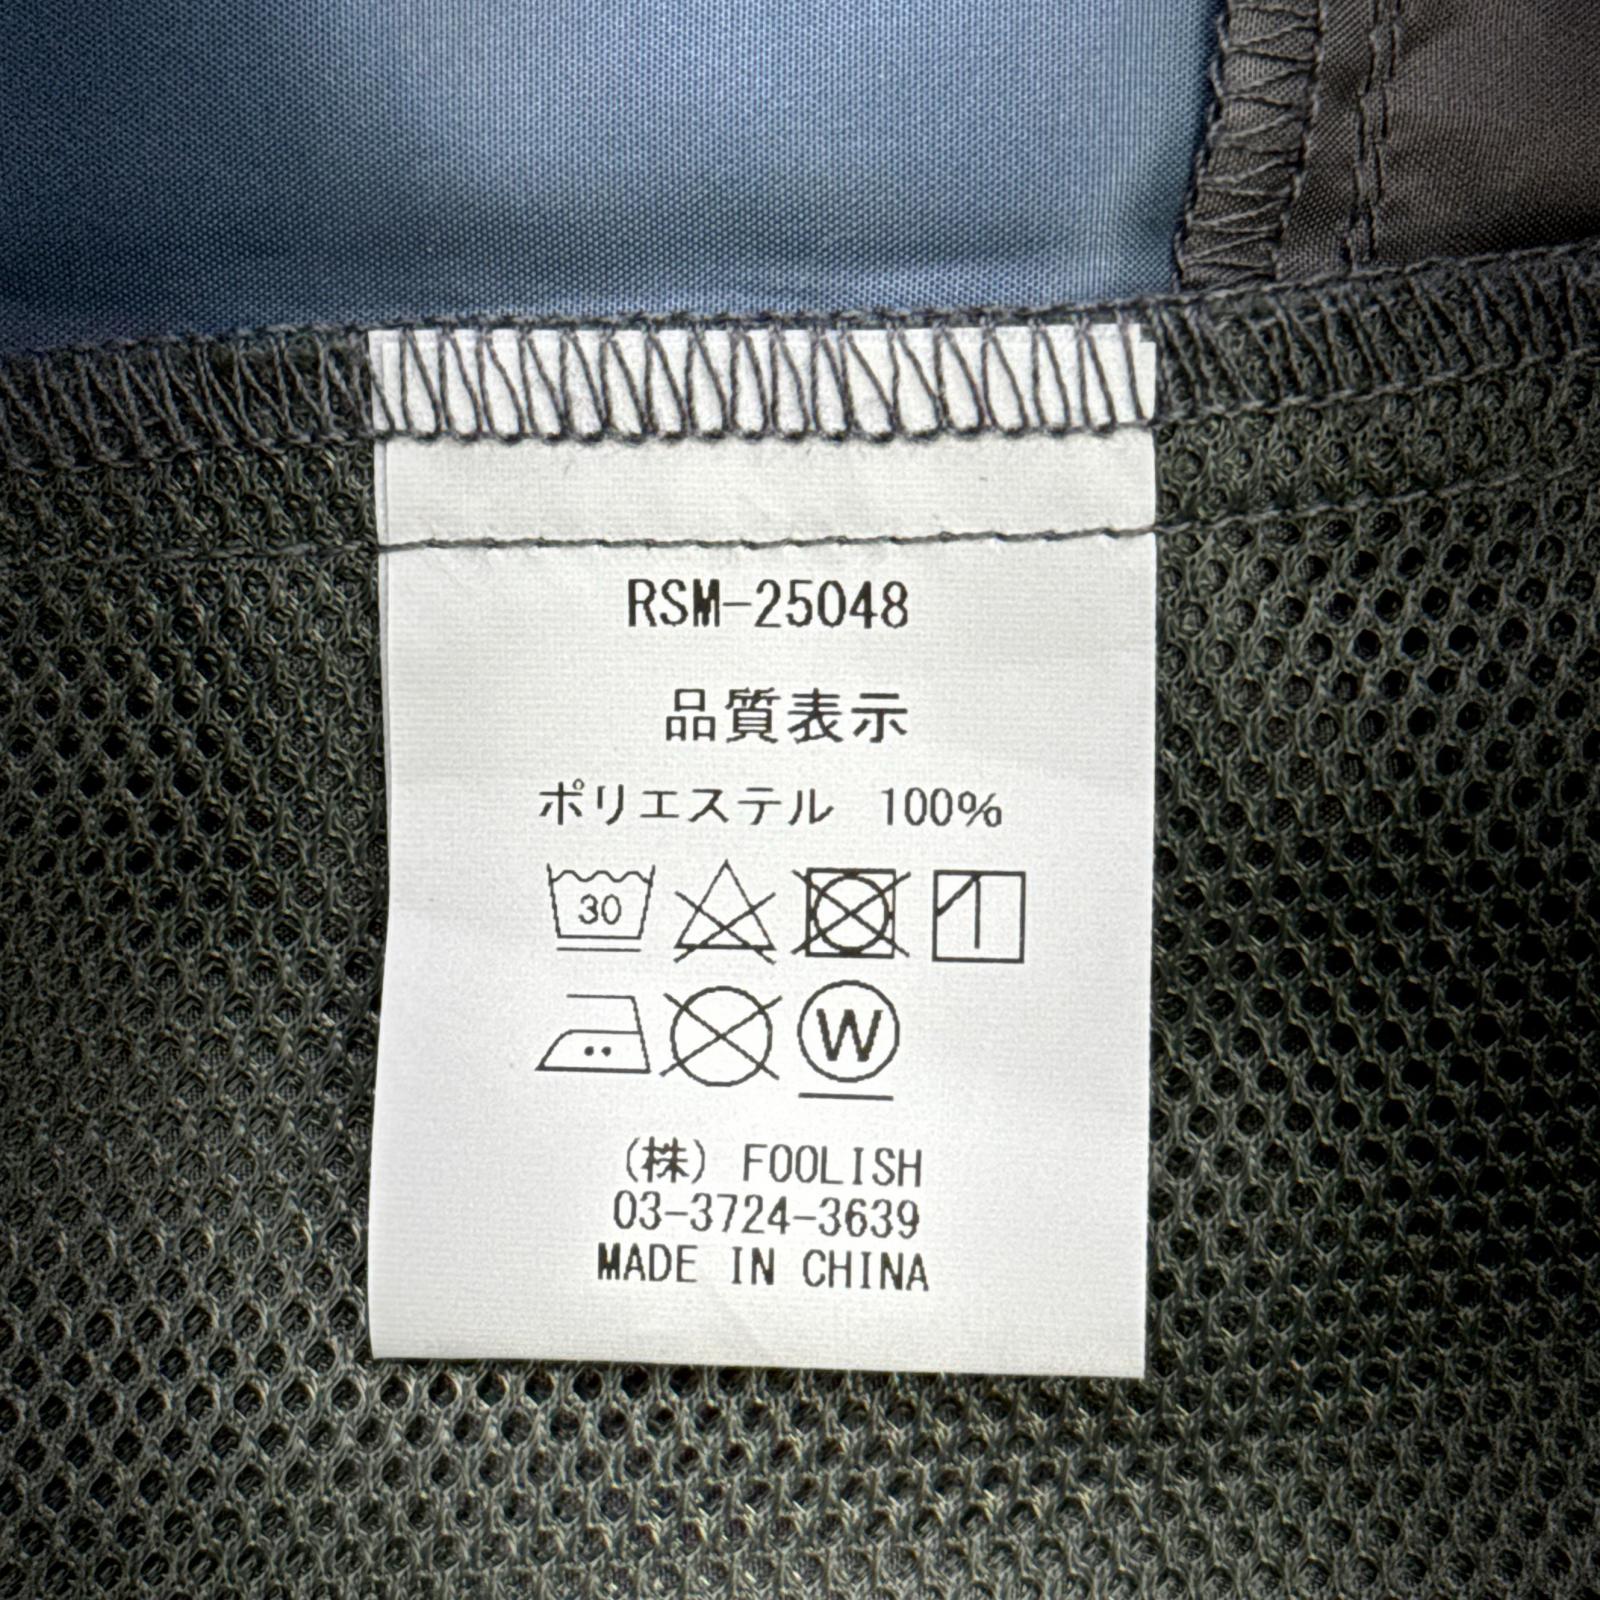 RSM-25048
品質表示
ポリエステル 100%
30
W
(株) FOOLISH
03-3724-3639
MADE IN CHINA